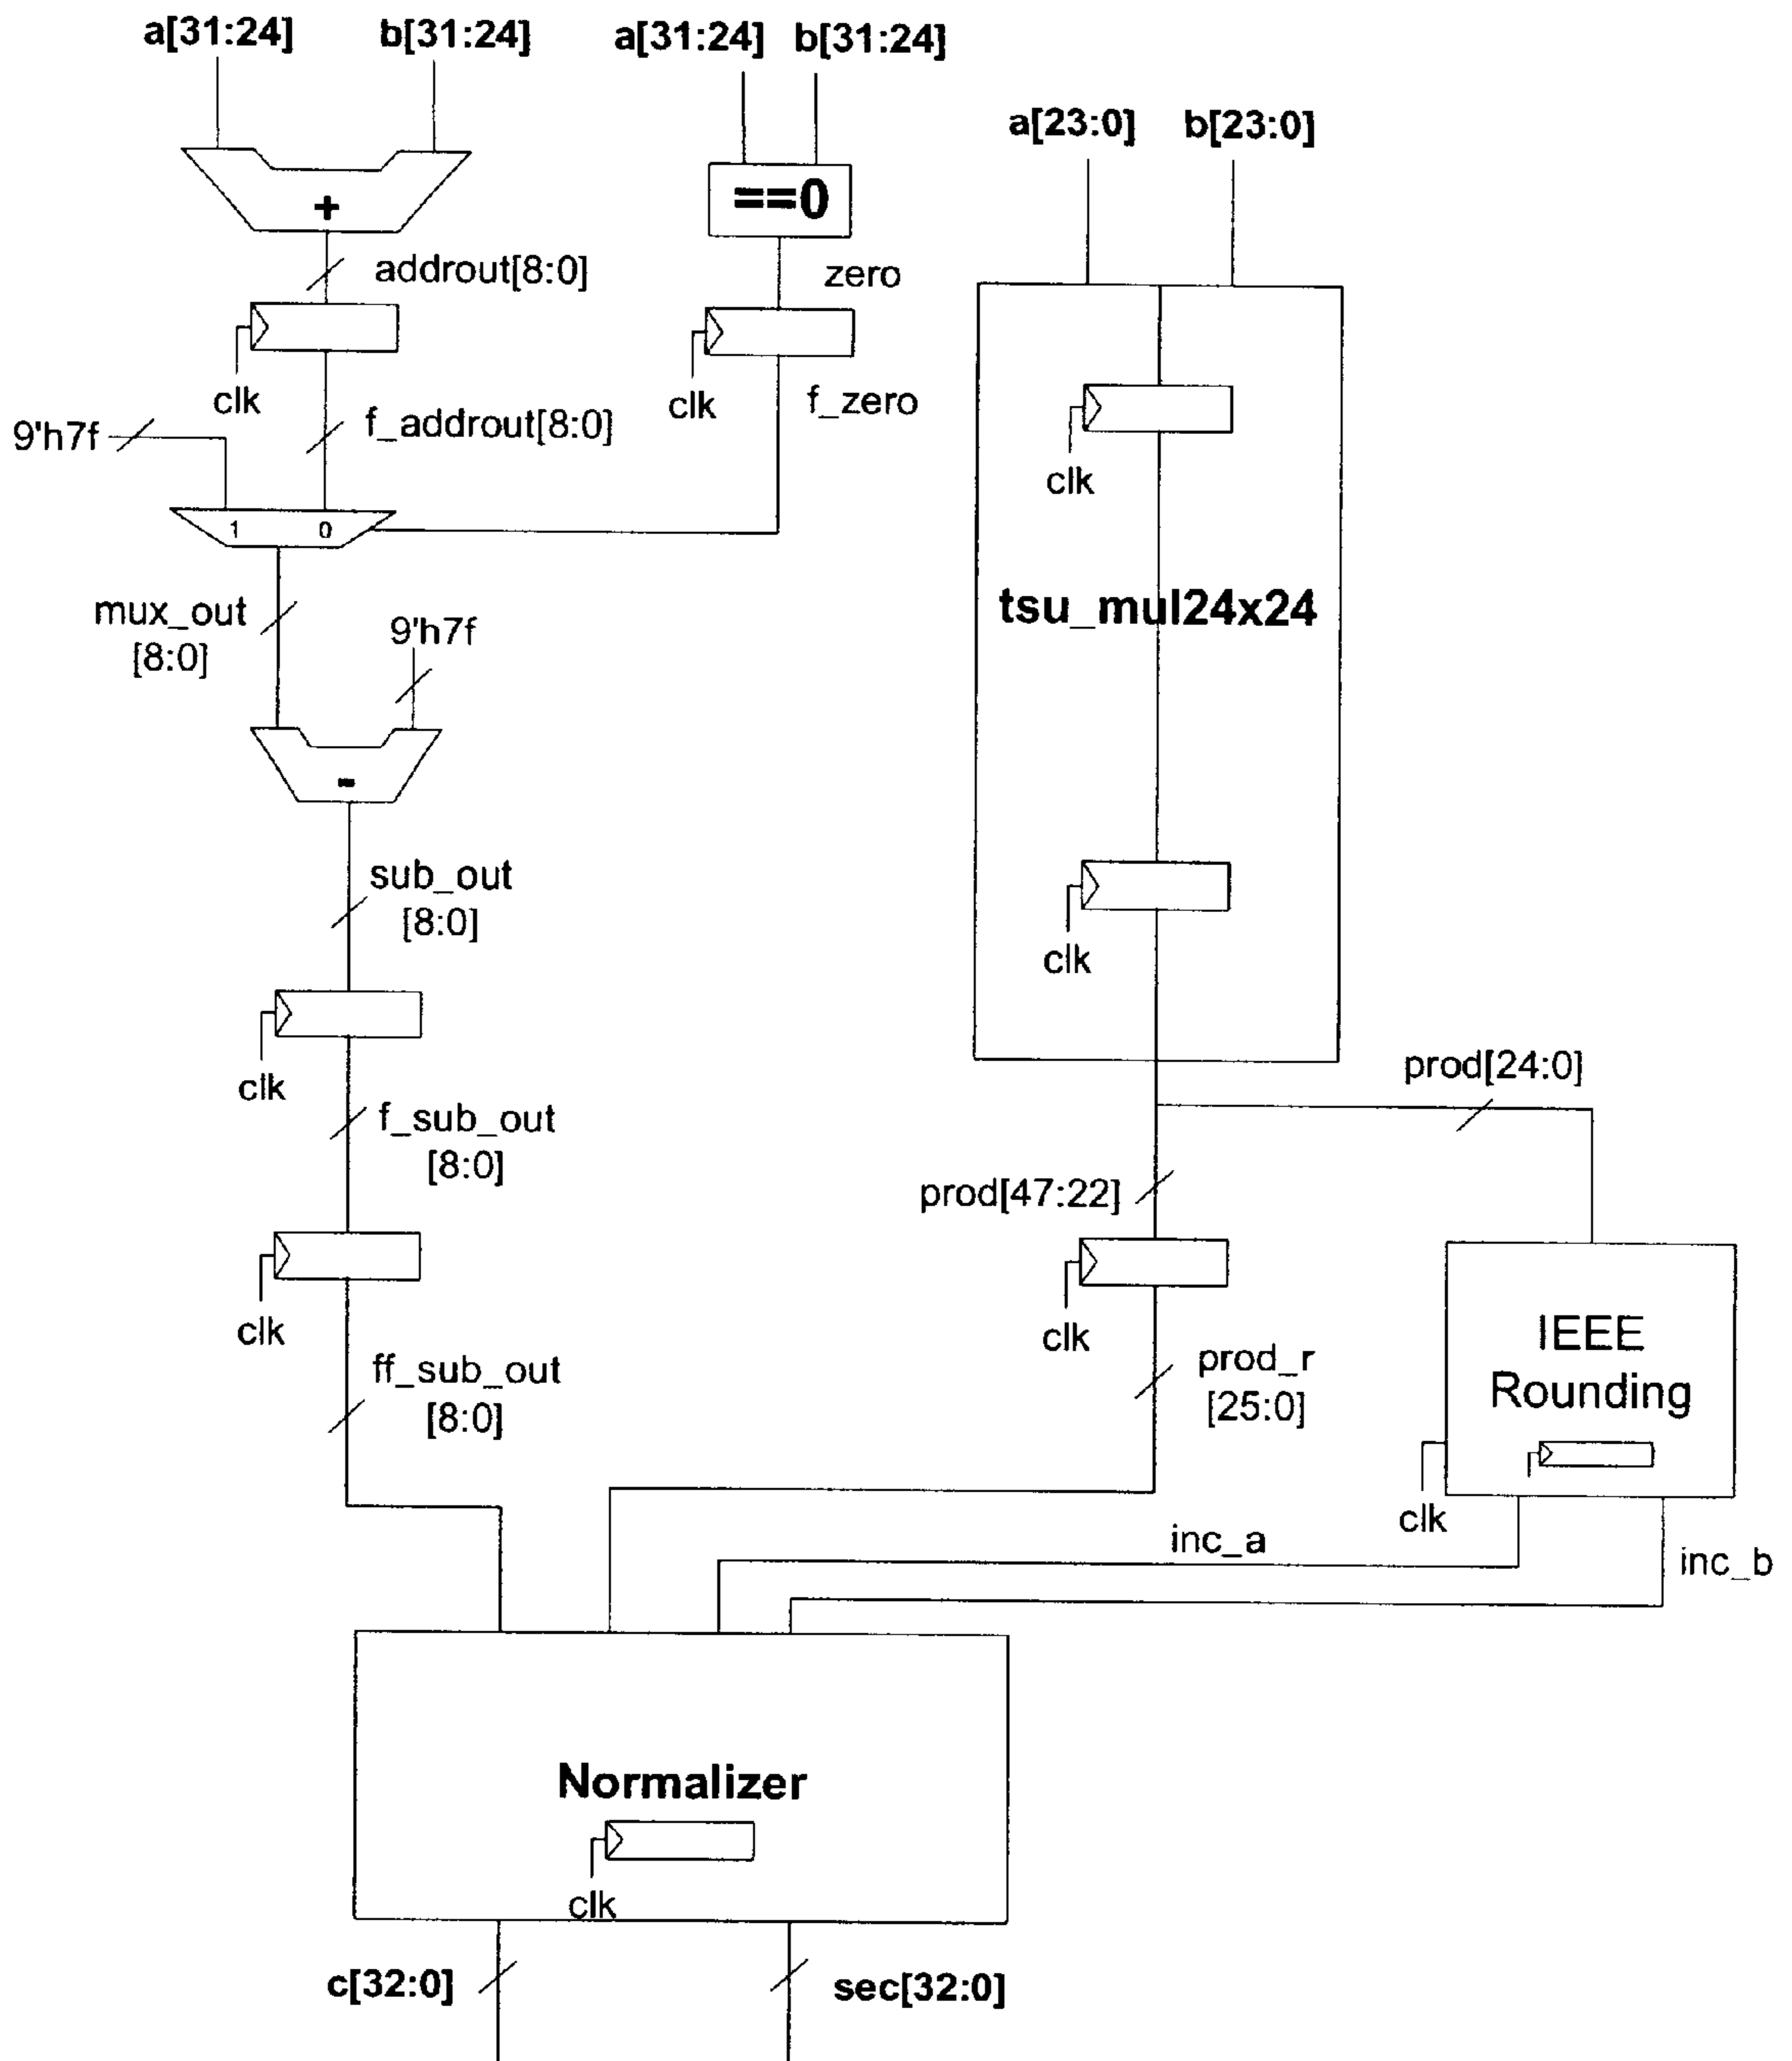 a[31:24] b[31:24] a[31:24] b[31:24]
a[23:0] b[23:0]
+
==0
addrout[8:0]
zero
clk
clk
f_zero
9'h7f
f_addrout[8:0]
clk
1 0
tsu_mul24x24
mux_out
[8:0]
9'h7f
-
sub_out
[8:0]
clk
clk
f_sub_out
[8:0]
prod[24:0]
prod[47:22]
clk
clk
IEEE
Rounding
ff_sub_out
[8:0]
prod_r
[25:0]
clk
inc_a
inc_b
Normalizer
clk
c[32:0]
sec[32:0]